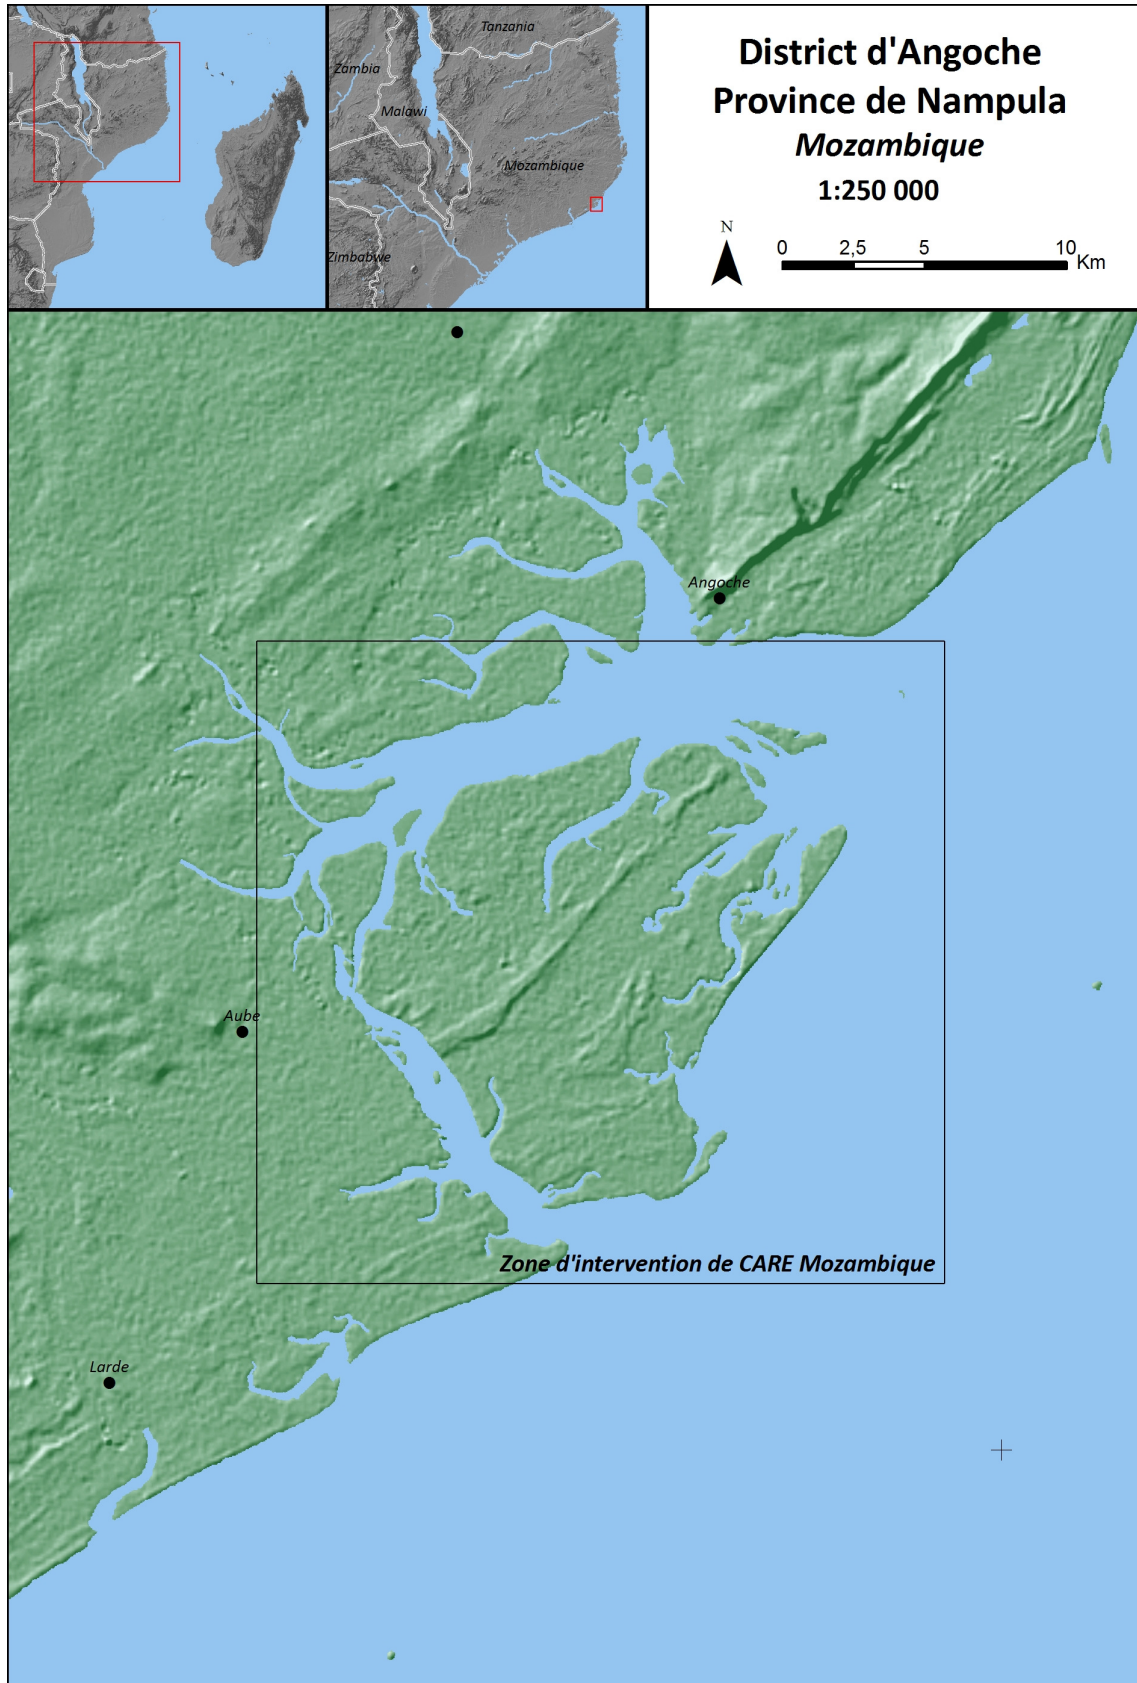 Tanzania
Zambia
Malawi
Mozambique
Zimbabwe
District d'Angoche
Province de Nampula
Mozambique
1:250 000
N
0 2,5 5 10
Km
Angoche
Aube
Zone d'intervention de CARE Mozambique
Larde